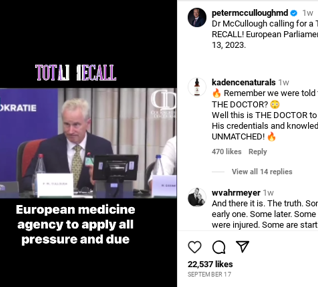 TOTAL RECALL
OKRATIE
European medicine
agency to apply all
pressure and due
petermcculloughmd 1w
Dr McCullough calling for a T
RECALL! European Parliamen
13, 2023.
kadencenaturals 1w
🔥 Remember we were told
THE DOCTOR? 😳
Well this is THE DOCTOR to
His credentials and knowled
UNMATCHED! 🔥
470 likes Reply
View all 14 replies
wvahrmeyer 1w
And there it is. The truth. Sor
early one. Some later. Some
were injured. Some are start
22,537 likes
SEPTEMBER 17